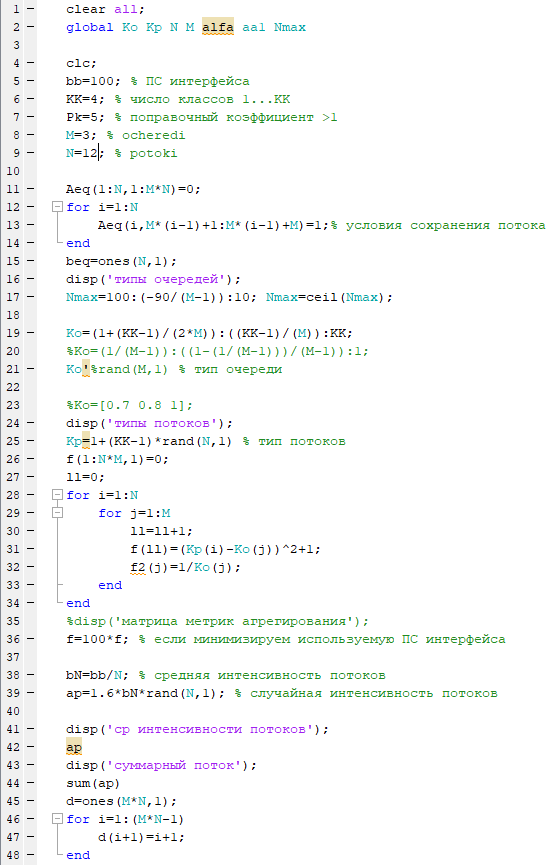 1 – clear all;
2 – global Ko Kp N M alfa aa1 Nmax
3
4 – clc;
5 – bb=100; % ПС интерфейса
6 – KK=4; % число классов 1...KK
7 – Pk=5; % поправочный коэффициент >1
8 – M=3; % ocheredi
9 – N=12; % potoki
10
11 – Aeq(1:N,1:M*N)=0;
12 – for i=1:N
13 – Aeq(i,M*(i-1)+1:M*(i-1)+M)=1;% условия сохранения потока
14 – end
15 – beq=ones(N,1);
16 – disp('типы очередей');
17 – Nmax=100:(-90/(M-1)):10; Nmax=ceil(Nmax);
18
19 – Ko=(1+(KK-1)/(2*M)):((KK-1)/(M)):KK;
20 %Ko=(1/(M-1)):((1-(1/(M-1)))/(M-1)):1;
21 – Ko'%rand(M,1) % тип очереди
22
23 %Ko=[0.7 0.8 1];
24 – disp('типы потоков');
25 – Kp=1+(KK-1)*rand(N,1) % тип потоков
26 – f(1:N*M,1)=0;
27 – ll=0;
28 – for i=1:N
29 – for j=1:M
30 – ll=ll+1;
31 – f(ll)=(Kp(i)-Ko(j))^2+1;
32 – f2(j)=1/Ko(j);
33 – end
34 – end
35 %disp('матрица метрик агрегирования');
36 – f=100*f; % если минимизируем используемую ПС интерфейса
37
38 – bN=bb/N; % средняя интенсивность потоков
39 – ap=1.6*bN*rand(N,1); % случайная интенсивность потоков
40
41 – disp('ср интенсивности потоков');
42 – ap
43 – disp('суммарный поток');
44 – sum(ap)
45 – d=ones(M*N,1);
46 – for i=1:(M*N-1)
47 – d(i+1)=i+1;
48 – end